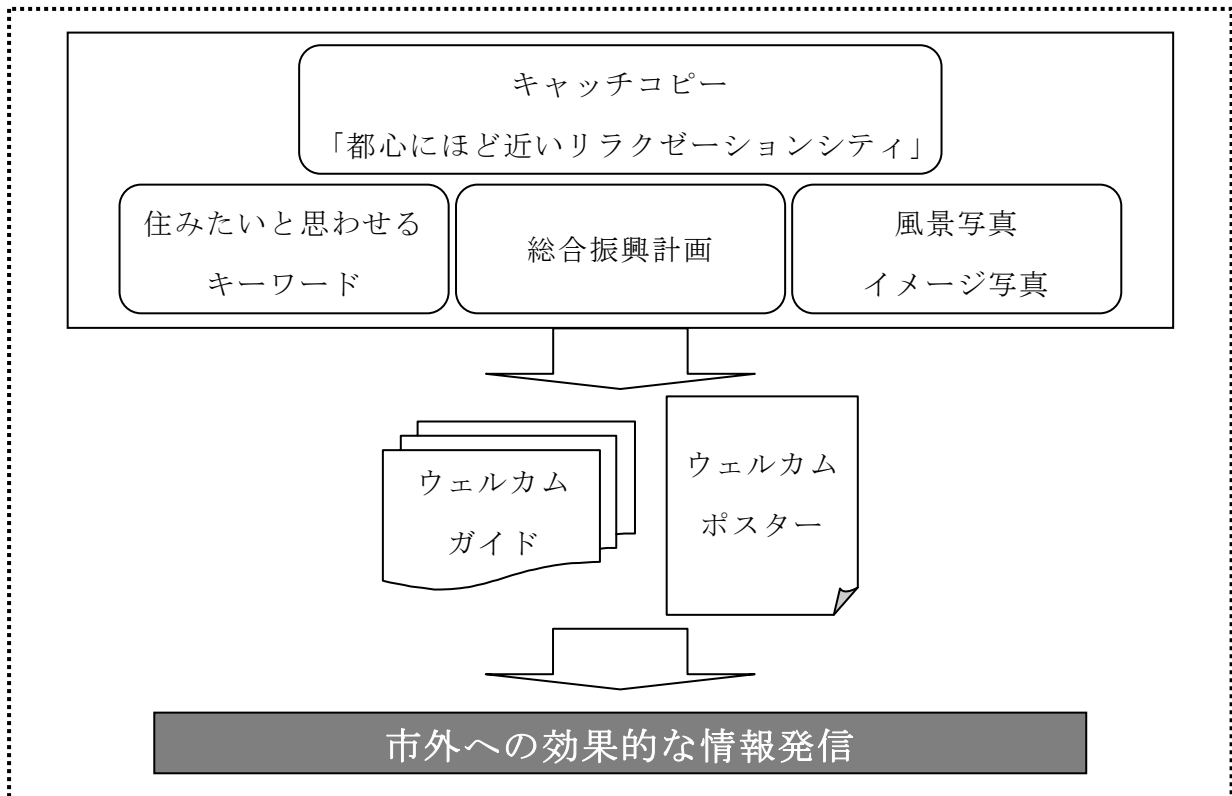 キャッチコピー
「都心にほど近いリラクゼーションシティ」
住みたいと思わせる
キーワード
総合振興計画
風景写真
イメージ写真
ウェルカム
ガイド
ウェルカム
ポスター
市外への効果的な情報発信